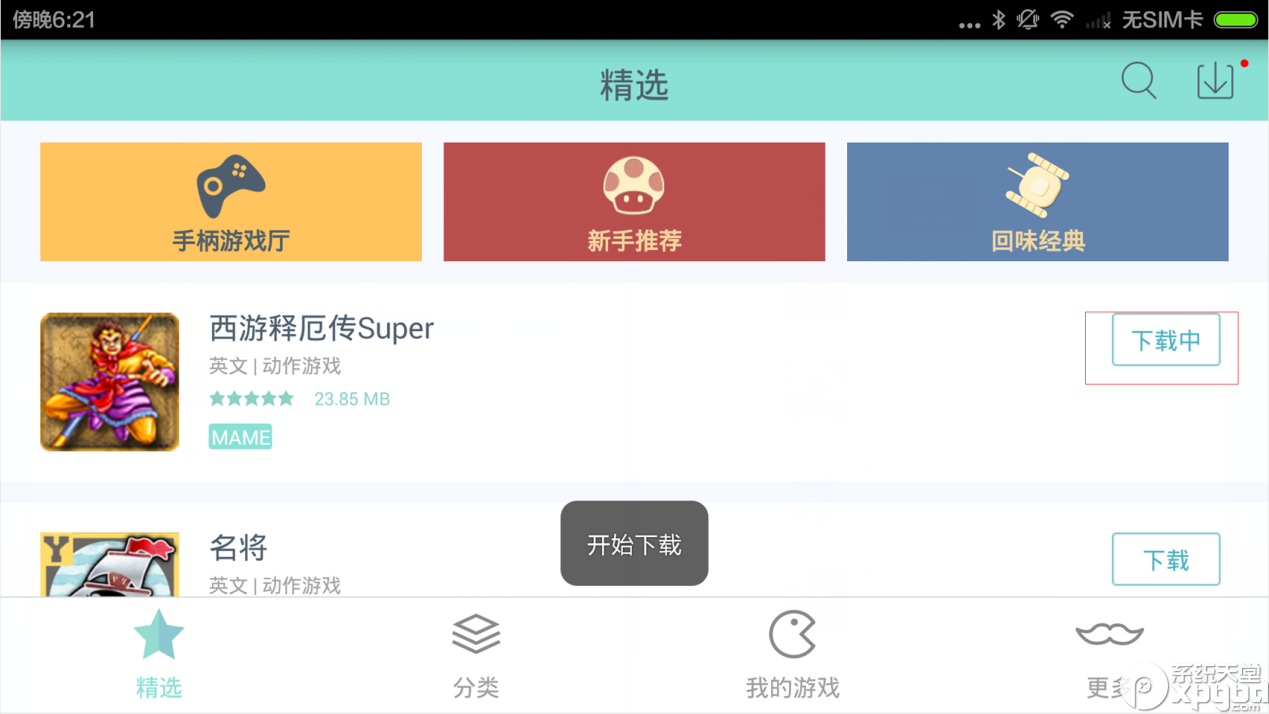 傍晚6:21
无SIM卡
精选
手柄游戏厅
新手推荐
回味经典
西游释厄传Super
下载中
英文 | 动作游戏
23.85 MB
MAME
开始下载
Y
名将
下载
英文 | 动作游戏
精选
分类
我的游戏
更多
系统天堂
xpgod
.com